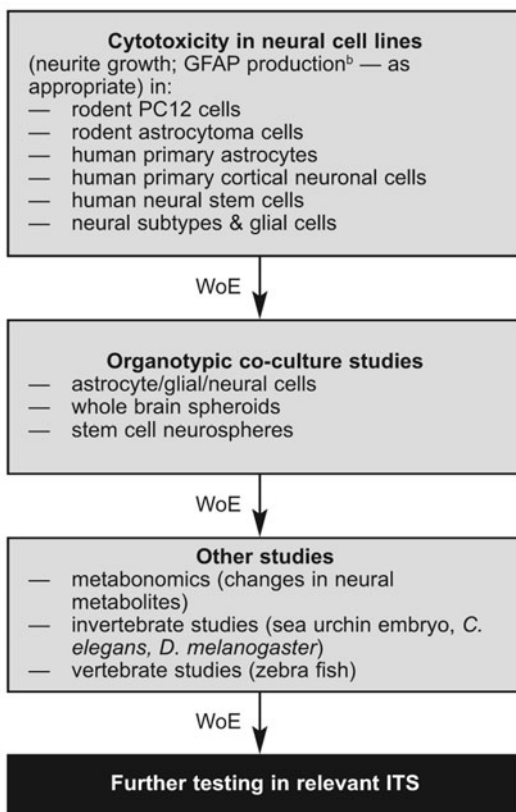 Cytotoxicity in neural cell lines
(neurite growth; GFAP productionᵇ — as
appropriate) in:
— rodent PC12 cells
— rodent astrocytoma cells
— human primary astrocytes
— human primary cortical neuronal cells
— human neural stem cells
— neural subtypes & glial cells
WoE
Organotypic co-culture studies
— astrocyte/glial/neural cells
— whole brain spheroids
— stem cell neurospheres
WoE
Other studies
— metabonomics (changes in neural
metabolites)
— invertebrate studies (sea urchin embryo, C.
elegans, D. melanogaster)
— vertebrate studies (zebra fish)
WoE
Further testing in relevant ITS